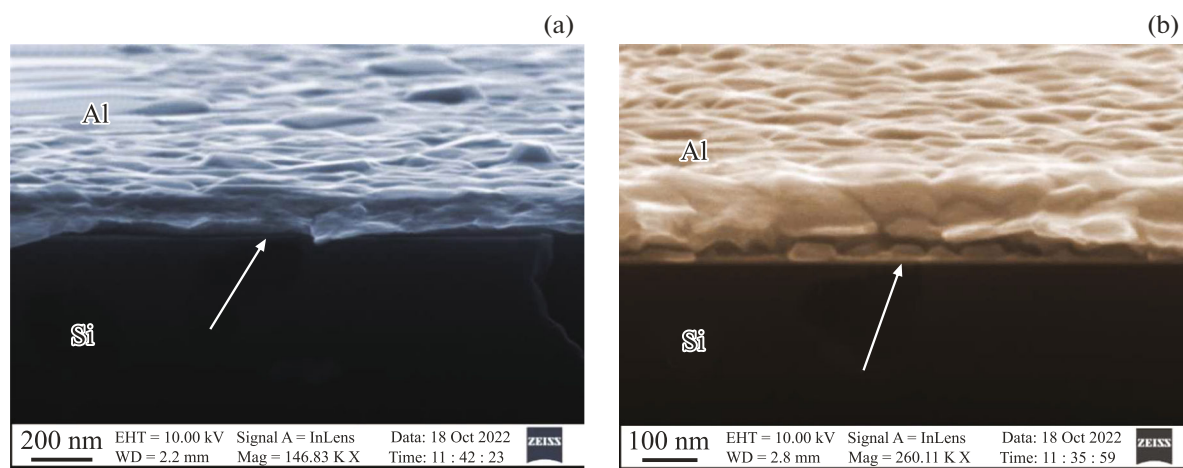 (a)
Al
Si
200 nm
EHT = 10.00 kV Signal A = InLens Data: 18 Oct 2022
WD = 2.2 mm Mag = 146.83 K X Time: 11 : 42 : 23
ZEISS
(b)
Al
Si
100 nm
EHT = 10.00 kV Signal A = InLens Data: 18 Oct 2022
WD = 2.8 mm Mag = 260.11 K X Time: 11 : 35 : 59
ZEISS